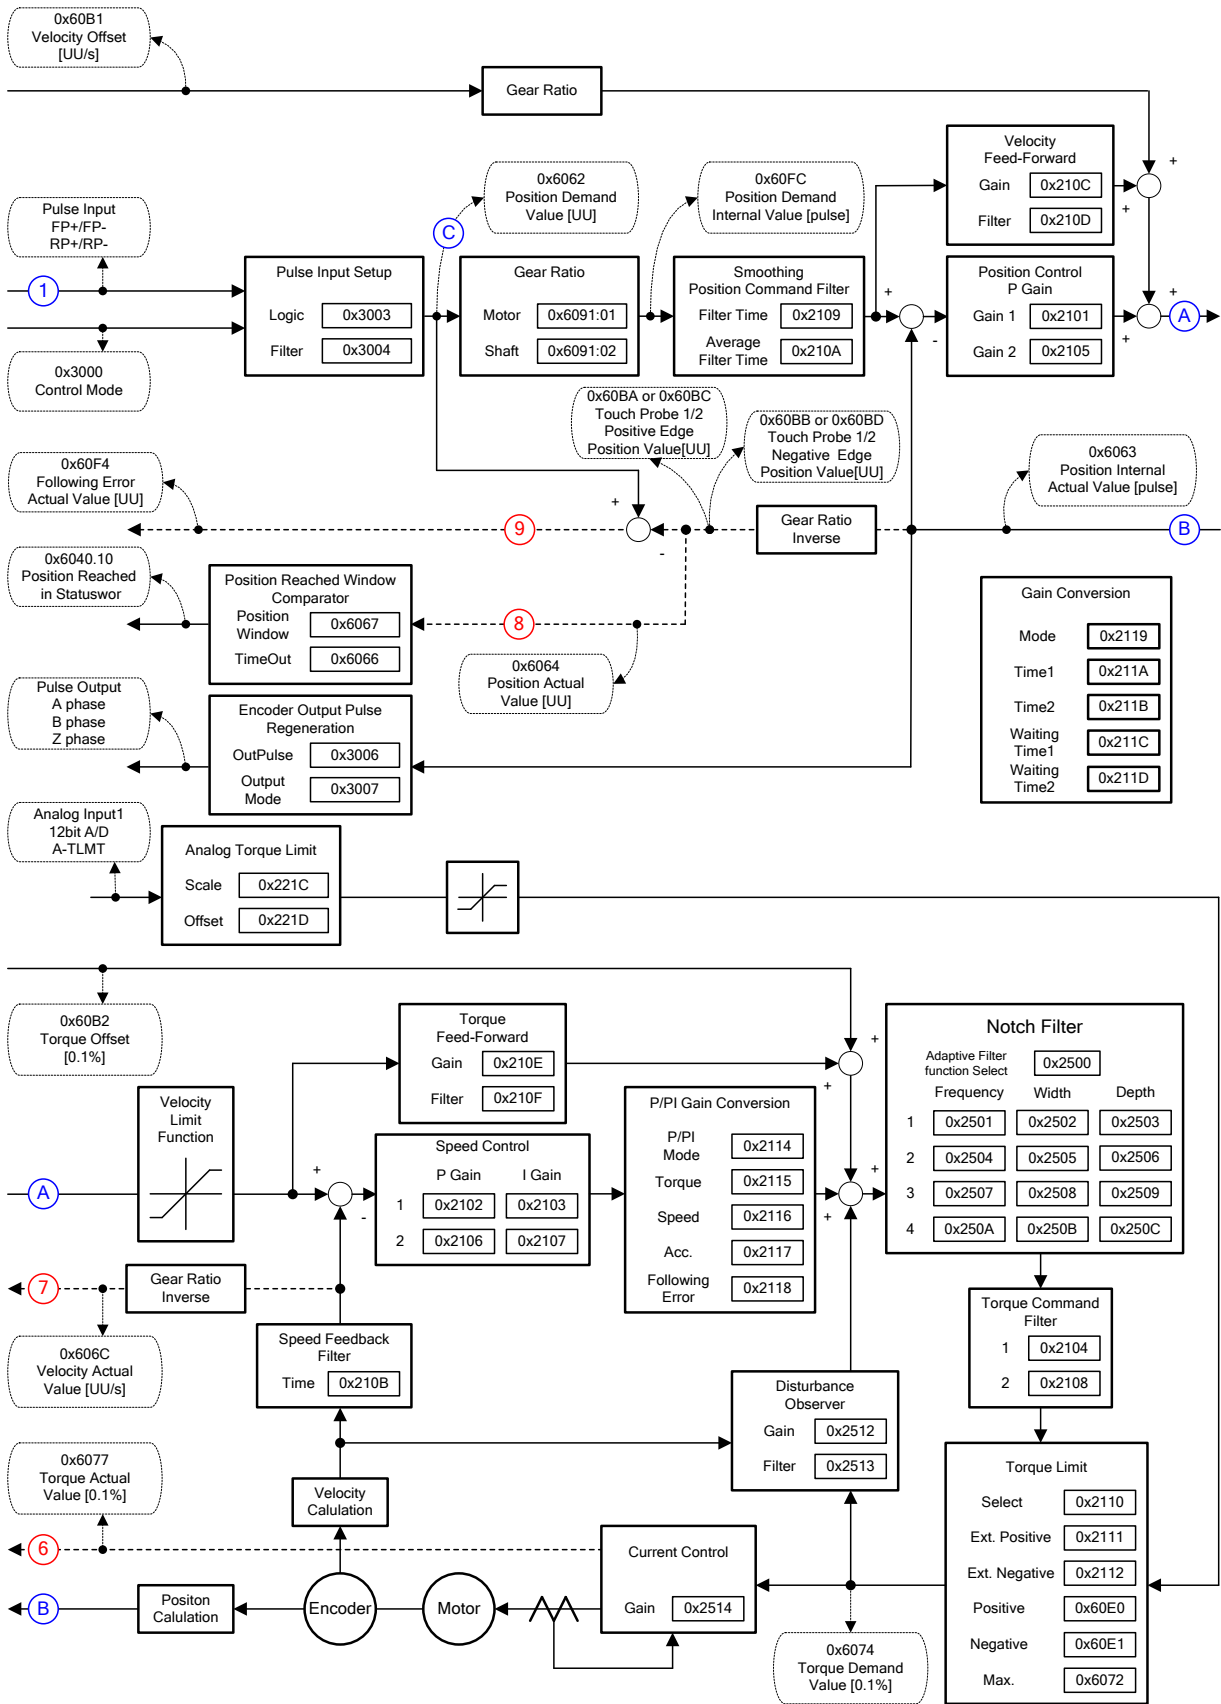 0x60B1
Velocity Offset
[UU/s]
Gear Ratio
Velocity
Feed-Forward
Gain 0x210C
Filter 0x210D
+
+
0x6062
Position Demand
Value [UU]
0x60FC
Position Demand
Internal Value [pulse]
C
Pulse Input
FP+/FP-
RP+/RP-
1
Pulse Input Setup
Logic 0x3003
Filter 0x3004
Gear Ratio
Motor 0x6091:01
Shaft 0x6091:02
Smoothing
Position Command Filter
Filter Time 0x2109
Average
Filter Time 0x210A
+
-
Position Control
P Gain
Gain 1 0x2101
Gain 2 0x2105
+
+
A
0x3000
Control Mode
0x60BA or 0x60BC
Touch Probe 1/2
Positive Edge
Position Value[UU]
0x60BB or 0x60BD
Touch Probe 1/2
Negative Edge
Position Value[UU]
0x6063
Position Internal
Actual Value [pulse]
0x60F4
Following Error
Actual Value [UU]
9
+
-
Gear Ratio
Inverse
B
0x6040.10
Position Reached
in Statuswor
Position Reached Window
Comparator
Position
Window 0x6067
TimeOut 0x6066
8
0x6064
Position Actual
Value [UU]
Gain Conversion
Mode 0x2119
Time1 0x211A
Time2 0x211B
Waiting
Time1 0x211C
Waiting
Time2 0x211D
Pulse Output
A phase
B phase
Z phase
Encoder Output Pulse
Regeneration
OutPulse 0x3006
Output
Mode 0x3007
Analog Input1
12bit A/D
A-TLMT
Analog Torque Limit
Scale 0x221C
Offset 0x221D
0x60B2
Torque Offset
[0.1%]
Torque
Feed-Forward
Gain 0x210E
Filter 0x210F
+
+
Notch Filter
Adaptive Filter
function Select 0x2500
Frequency Width Depth
1 0x2501 0x2502 0x2503
2 0x2504 0x2505 0x2506
3 0x2507 0x2508 0x2509
4 0x250A 0x250B 0x250C
A
Velocity
Limit
Function
+
-
Speed Control
P Gain I Gain
1 0x2102 0x2103
2 0x2106 0x2107
P/PI Gain Conversion
P/PI
Mode 0x2114
Torque 0x2115
Speed 0x2116
Acc. 0x2117
Following
Error 0x2118
+
+
7
Gear Ratio
Inverse
0x606C
Velocity Actual
Value [UU/s]
Speed Feedback
Filter
Time 0x210B
Torque Command
Filter
1 0x2104
2 0x2108
Disturbance
Observer
Gain 0x2512
Filter 0x2513
0x6077
Torque Actual
Value [0.1%]
Velocity
Calulation
6
Current Control
Gain 0x2514
Torque Limit
Select 0x2110
Ext. Positive 0x2111
Ext. Negative 0x2112
Positive 0x60E0
Negative 0x60E1
Max. 0x6072
B
Positon
Calulation
Encoder
Motor
0x6074
Torque Demand
Value [0.1%]